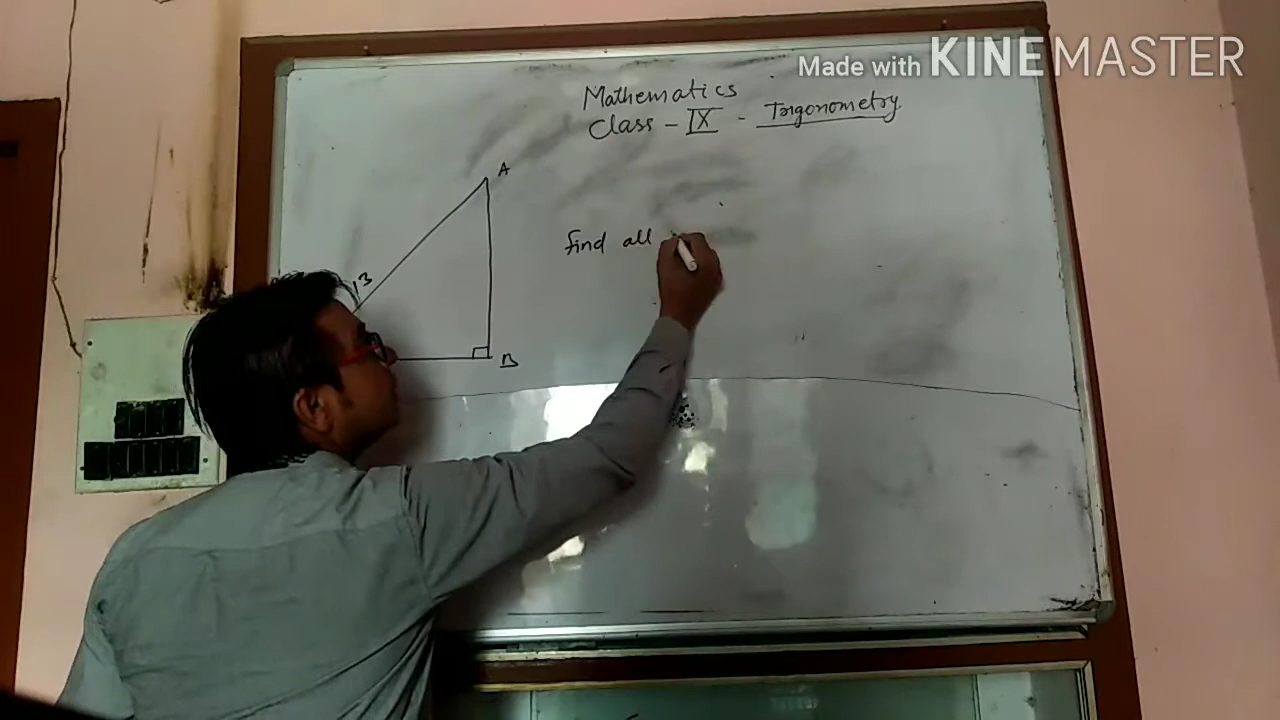 Made with KINEMASTER
Mathematics
Class - IX - Trigonometry
A
find all
13
B